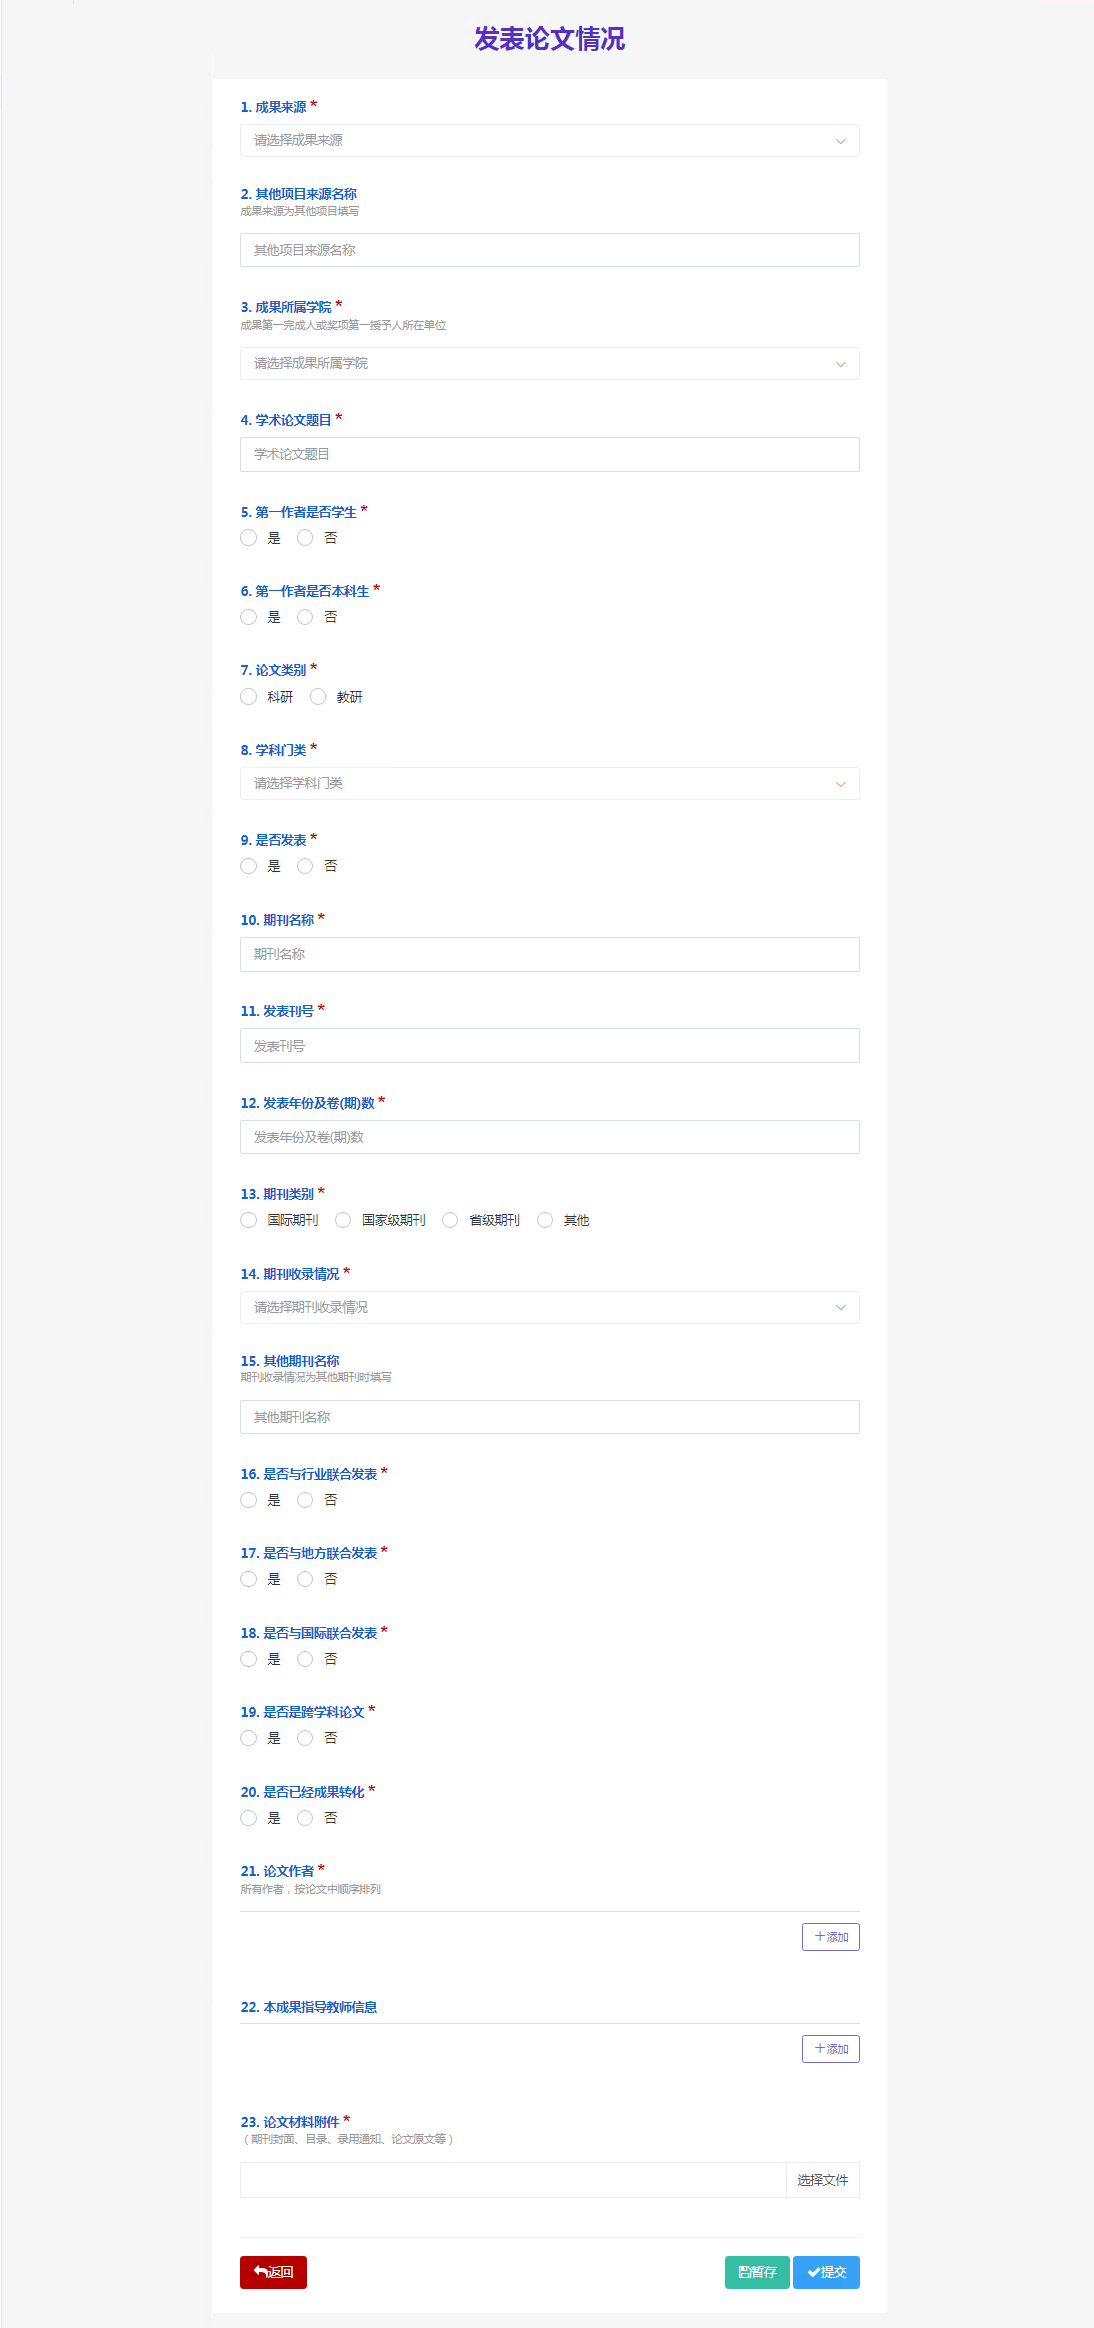 发表论文情况
1. 成果来源 *
请选择成果来源
2. 其他项目来源名称
成果来源为其他项目填写
其他项目来源名称
3. 成果所属学院 *
成果第一完成人或奖项第一授予人所在单位
请选择成果所属学院
4. 学术论文题目 *
学术论文题目
5. 第一作者是否学生 *
是 否
6. 第一作者是否本科生 *
是 否
7. 论文类别 *
科研 教研
8. 学科门类 *
请选择学科门类
9. 是否发表 *
是 否
10. 期刊名称 *
期刊名称
11. 发表刊号 *
发表刊号
12. 发表年份及卷(期)数 *
发表年份及卷(期)数
13. 期刊类别 *
国际期刊 国家级期刊 省级期刊 其他
14. 期刊收录情况 *
请选择期刊收录情况
15. 其他期刊名称
期刊收录情况为其他期刊时填写
其他期刊名称
16. 是否与行业联合发表 *
是 否
17. 是否与地方联合发表 *
是 否
18. 是否与国际联合发表 *
是 否
19. 是否是跨学科论文 *
是 否
20. 是否已经成果转化 *
是 否
21. 论文作者 *
所有作者，按论文中顺序排列
+添加
22. 本成果指导教师信息
+添加
23. 论文材料附件 *
（期刊封面、目录、录用通知、论文原文等）
选择文件
返回 暂存 提交